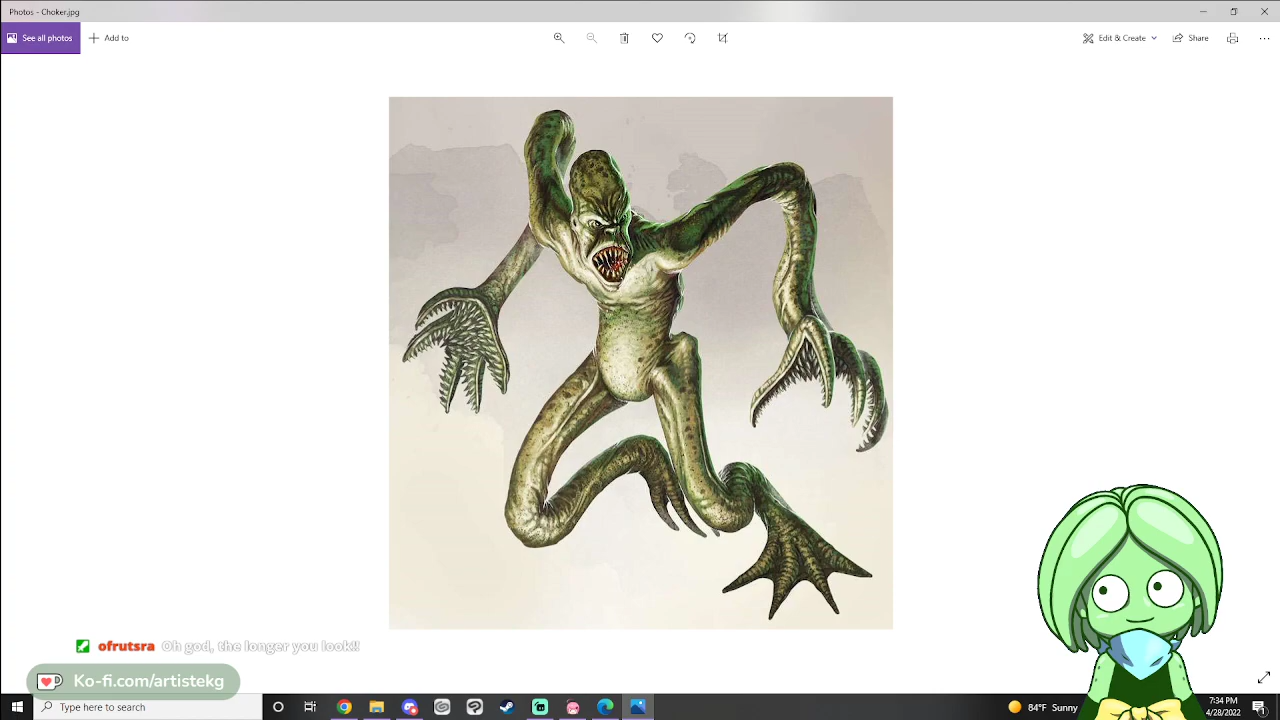 Photos - Choker.jpg
See all photos
Add to
Edit & Create
Share
ofrutsra Oh god, the longer you look!!
Ko-fi.com/artistekg
Type here to search
84°F Sunny
7:34 PM
4/28/2022